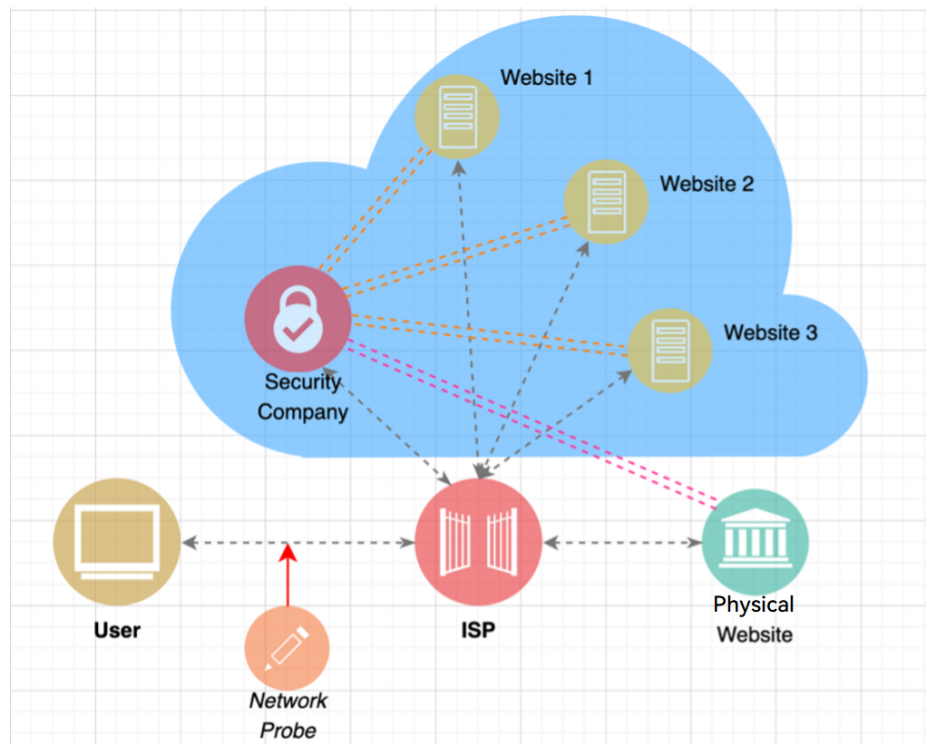 Website 1
Website 2
Website 3
Security
Company
User
ISP
Physical
Website
Network
Probe